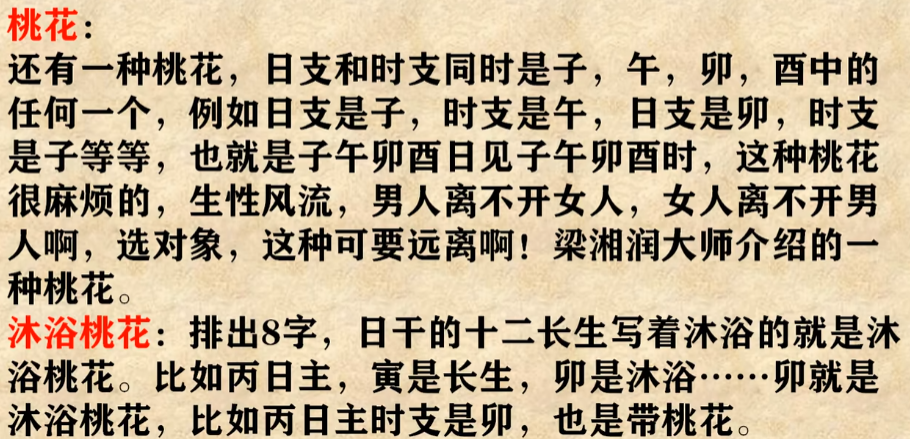 桃花：
还有一种桃花，日支和时支同时是子，午，卯，酉中的
任何一个，例如日支是子，时支是午，日支是卯，时支
是子等等，也就是子午卯酉日见子午卯酉时，这种桃花
很麻烦的，生性风流，男人离不开女人，女人离不开男
人啊，选对象，这种可要远离啊！梁湘润大师介绍的一
种桃花。
沐浴桃花：排出8字，日干的十二长生写着沐浴的就是沐
浴桃花。比如丙日主，寅是长生，卯是沐浴……卯就是
沐浴桃花，比如丙日主时支是卯，也是带桃花。